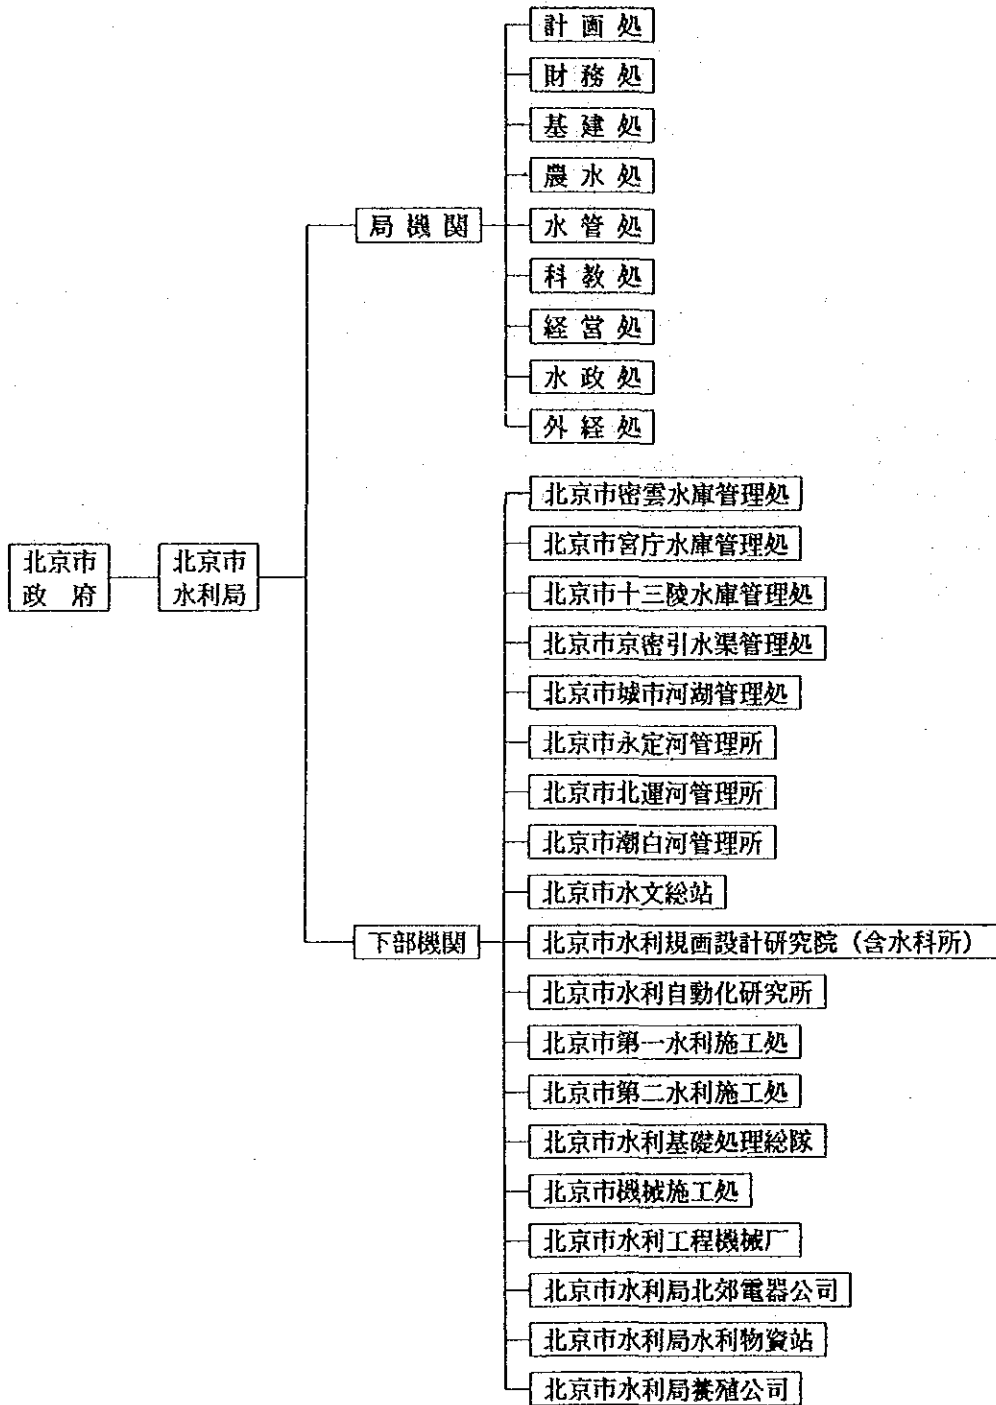 北京市
政府
北京市
水利局
局機関
計画処
財務処
基建処
農水処
水管処
科教処
経営処
水政処
外経処
下部機関
北京市密雲水庫管理処
北京市宮庁水庫管理処
北京市十三陵水庫管理処
北京市京密引水渠管理処
北京市城市河湖管理処
北京市永定河管理所
北京市北運河管理所
北京市潮白河管理所
北京市水文総站
北京市水利規画設計研究院（含水科所）
北京市水利自動化研究所
北京市第一水利施工処
北京市第二水利施工処
北京市水利基礎処理総隊
北京市機械施工処
北京市水利工程機械厂
北京市水利局北郊電器公司
北京市水利局水利物資站
北京市水利局養殖公司